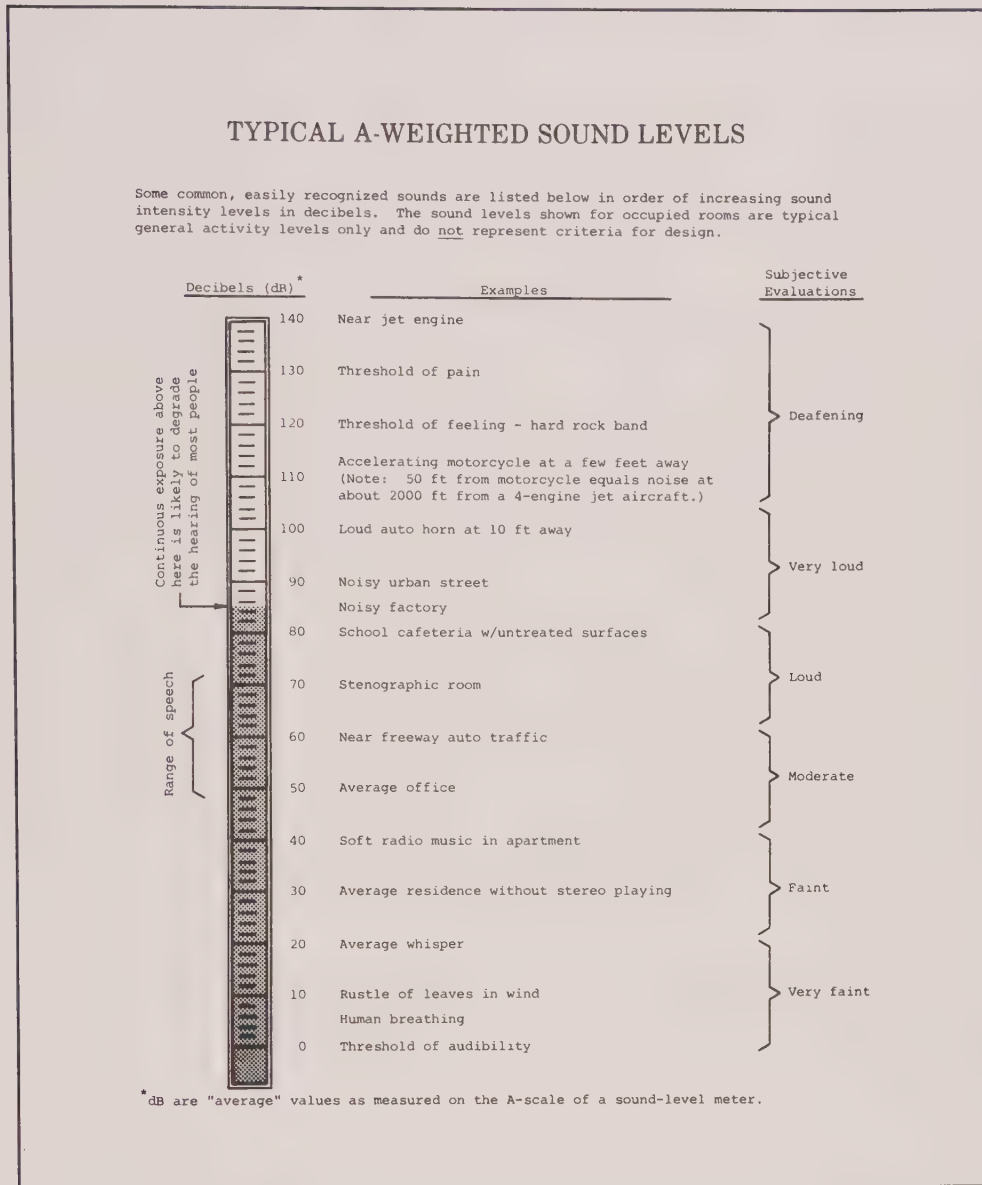 TYPICAL A-WEIGHTED SOUND LEVELS
Some common, easily recognized sounds are listed below in order of increasing sound
intensity levels in decibels. The sound levels shown for occupied rooms are typical
general activity levels only and do not represent criteria for design.
Decibels (dB)* Examples Subjective
Evaluations
140 Near jet engine
130 Threshold of pain
120 Threshold of feeling - hard rock band
Deafening
Accelerating motorcycle at a few feet away
110 (Note: 50 ft from motorcycle equals noise at
about 2000 ft from a 4-engine jet aircraft.)
100 Loud auto horn at 10 ft away
Very loud
90 Noisy urban street
Noisy factory
80 School cafeteria w/untreated surfaces
Loud
70 Stenographic room
60 Near freeway auto traffic
Moderate
50 Average office
40 Soft radio music in apartment
30 Average residence without stereo playing
Faint
20 Average whisper
10 Rustle of leaves in wind
Very faint
Human breathing
0 Threshold of audibility
Continuous exposure above
here is likely to degrade
the hearing of most people
Range of speech
*dB are "average" values as measured on the A-scale of a sound-level meter.